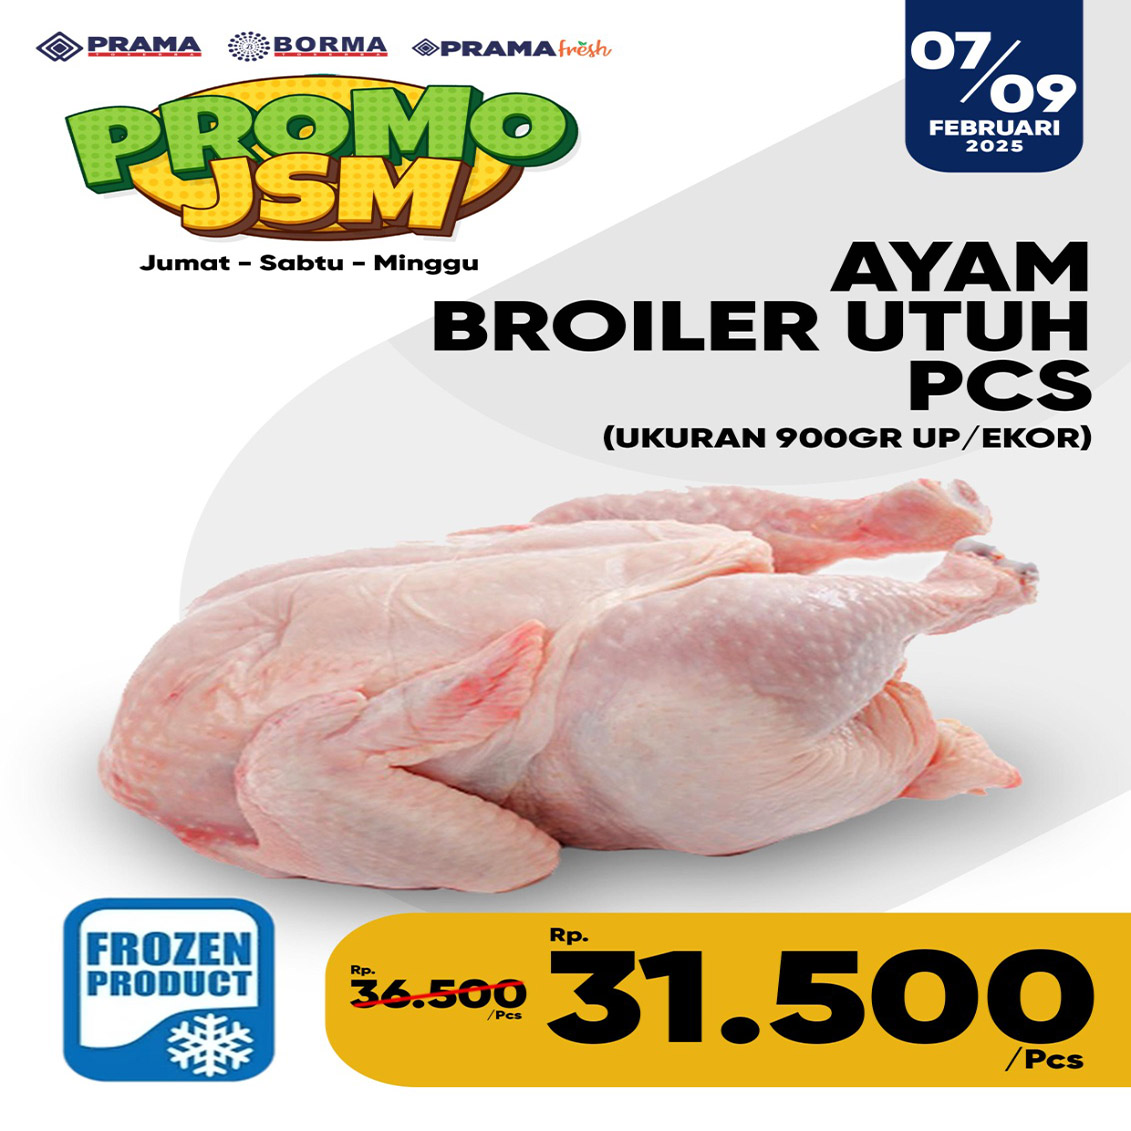 PRAMA BORMA PRAMA fresh
07/09
FEBRUARI
2025
PROMO
JSM
Jumat - Sabtu - Minggu
AYAM
BROILER UTUH
PCS
(UKURAN 900GR UP/EKOR)
FROZEN
PRODUCT
Rp.
36.500
/Pcs
Rp.
31.500
/Pcs